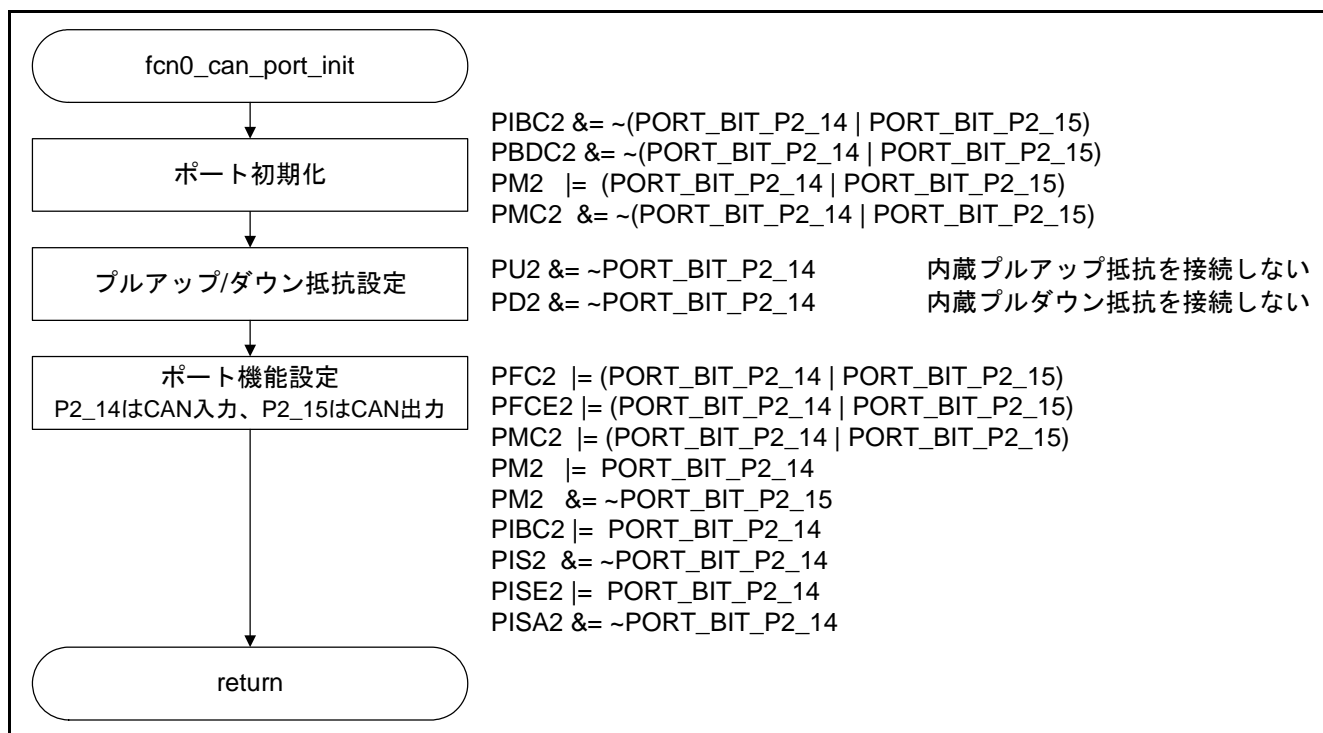 fcn0_can_port_init
ポート初期化
PIBC2 &= ~(PORT_BIT_P2_14 | PORT_BIT_P2_15)
PBDC2 &= ~(PORT_BIT_P2_14 | PORT_BIT_P2_15)
PM2 |= (PORT_BIT_P2_14 | PORT_BIT_P2_15)
PMC2 &= ~(PORT_BIT_P2_14 | PORT_BIT_P2_15)
プルアップ/ダウン抵抗設定
PU2 &= ~PORT_BIT_P2_14 内蔵プルアップ抵抗を接続しない
PD2 &= ~PORT_BIT_P2_14 内蔵プルダウン抵抗を接続しない
ポート機能設定
P2_14はCAN入力、P2_15はCAN出力
PFC2 |= (PORT_BIT_P2_14 | PORT_BIT_P2_15)
PFCE2 |= (PORT_BIT_P2_14 | PORT_BIT_P2_15)
PMC2 |= (PORT_BIT_P2_14 | PORT_BIT_P2_15)
PM2 |= PORT_BIT_P2_14
PM2 &= ~PORT_BIT_P2_15
PIBC2 |= PORT_BIT_P2_14
PIS2 &= ~PORT_BIT_P2_14
PISE2 |= PORT_BIT_P2_14
PISA2 &= ~PORT_BIT_P2_14
return